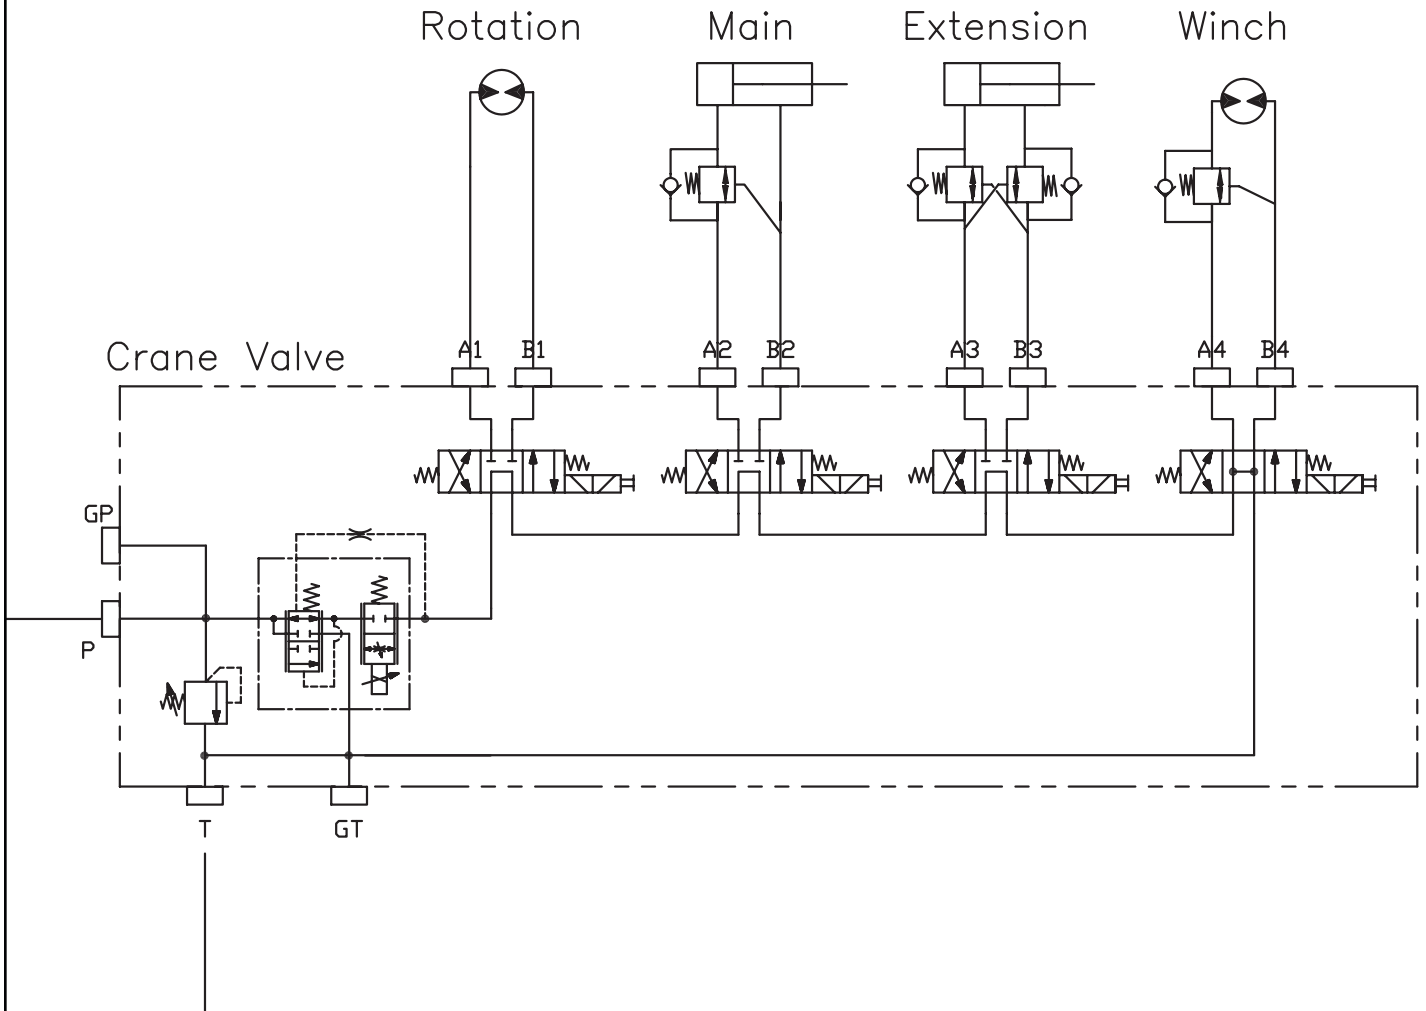 Rotation
Main
Extension
Winch
Crane Valve
A1
B1
A2
B2
A3
B3
A4
B4
GP
P
T
GT